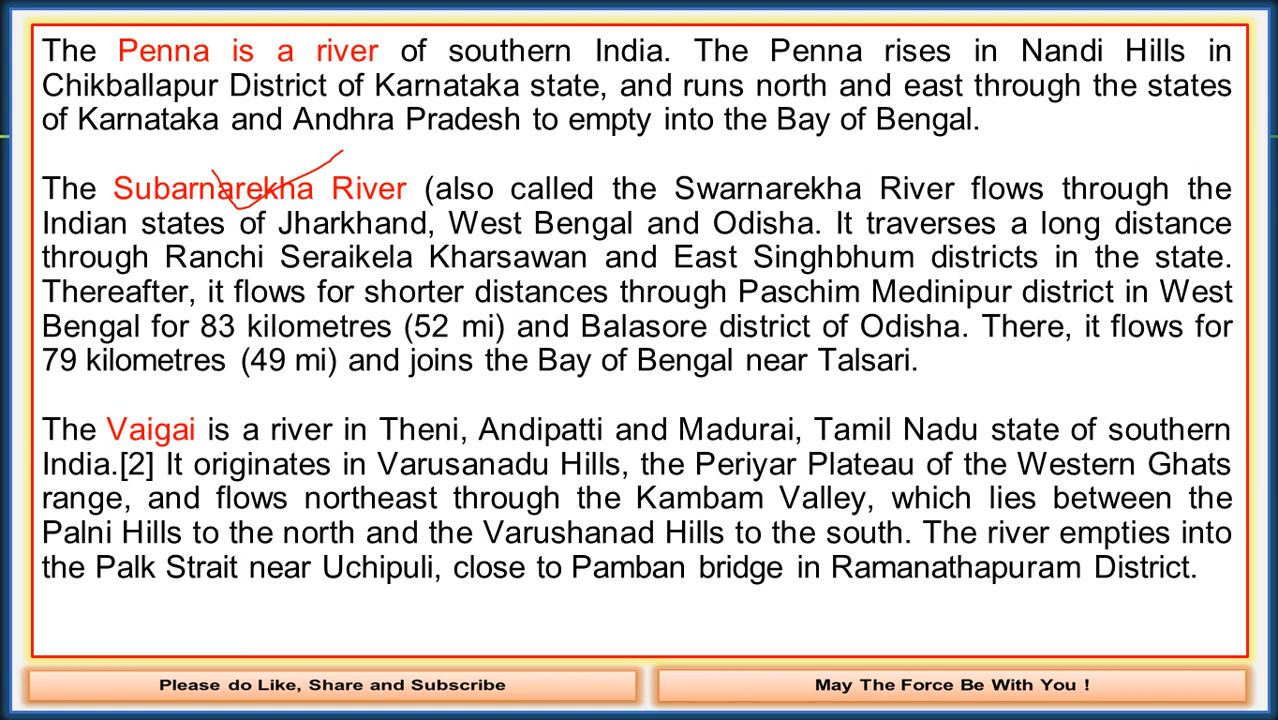 The Penna is a river of southern India. The Penna rises in Nandi Hills in
Chikballapur District of Karnataka state, and runs north and east through the states
of Karnataka and Andhra Pradesh to empty into the Bay of Bengal.
The Subarnarekha River (also called the Swarnarekha River flows through the
Indian states of Jharkhand, West Bengal and Odisha. It traverses a long distance
through Ranchi Seraikela Kharsawan and East Singhbhum districts in the state.
Thereafter, it flows for shorter distances through Paschim Medinipur district in West
Bengal for 83 kilometres (52 mi) and Balasore district of Odisha. There, it flows for
79 kilometres (49 mi) and joins the Bay of Bengal near Talsari.
The Vaigai is a river in Theni, Andipatti and Madurai, Tamil Nadu state of southern
India.[2] It originates in Varusanadu Hills, the Periyar Plateau of the Western Ghats
range, and flows northeast through the Kambam Valley, which lies between the
Palni Hills to the north and the Varushanad Hills to the south. The river empties into
the Palk Strait near Uchipuli, close to Pamban bridge in Ramanathapuram District.
Please do Like, Share and Subscribe
May The Force Be With You !